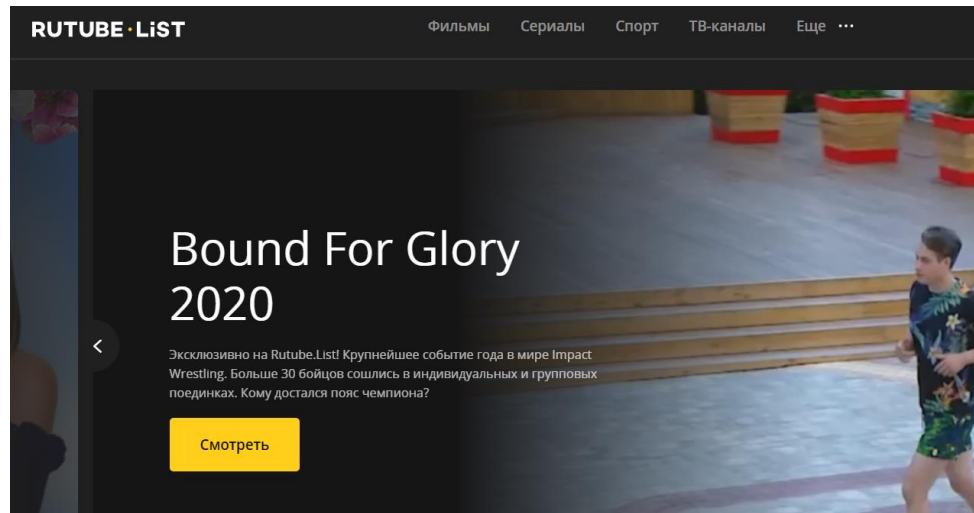 RUTUBE·LiST
Фильмы Сериалы Спорт ТВ-каналы Еще ···
Bound For Glory
2020
Эксклюзивно на Rutube.List! Крупнейшее событие года в мире Impact
Wrestling. Больше 30 бойцов сошлись в индивидуальных и групповых
поединках. Кому достался пояс чемпиона?
Смотреть